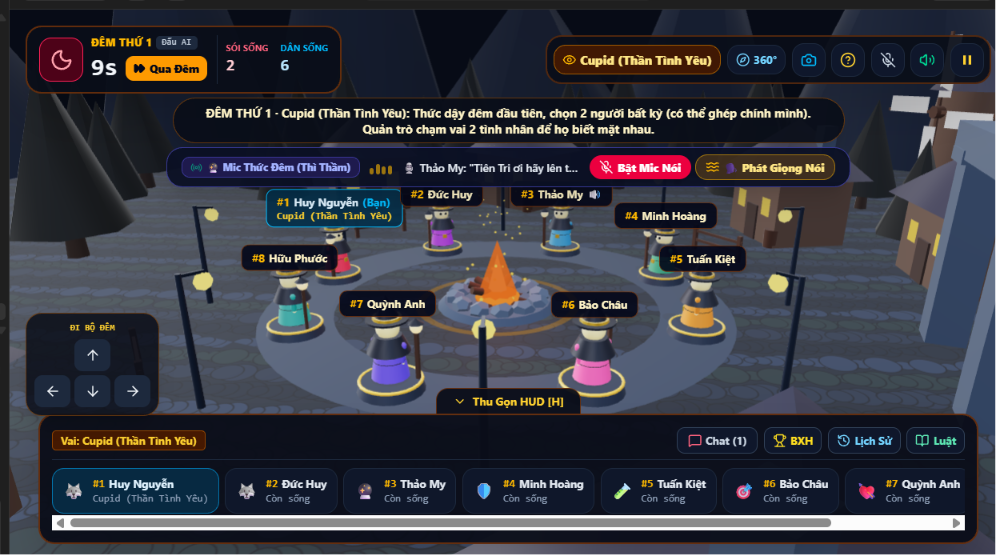 ĐÊM THỨ 1 Đấu AI
9s Qua Đêm
SÓI SỐNG
2
DÂN SỐNG
6
Cupid (Thần Tình Yêu)
360°
ĐÊM THỨ 1 - Cupid (Thần Tình Yêu): Thức dậy đêm đầu tiên, chọn 2 người bất kỳ (có thể ghép chính mình).
Quản trò chạm vai 2 tình nhân để họ biết mặt nhau.
Mic Thức Đêm (Thì Thầm)
Thảo My: "Tiên Tri ơi hãy lên t...
Bật Mic Nói
Phát Giọng Nói
#1 Huy Nguyễn (Bạn)
Cupid (Thần Tình Yêu)
#2 Đức Huy
#3 Thảo My
#4 Minh Hoàng
#8 Hữu Phước
#5 Tuấn Kiệt
#7 Quỳnh Anh
#6 Bảo Châu
ĐI BỘ ĐÊM
Thu Gọn HUD [H]
Vai: Cupid (Thần Tình Yêu)
Chat (1)
BXH
Lịch Sử
Luật
#1 Huy Nguyễn
Cupid (Thần Tình Yêu)
#2 Đức Huy
Còn sống
#3 Thảo My
Còn sống
#4 Minh Hoàng
Còn sống
#5 Tuấn Kiệt
Còn sống
#6 Bảo Châu
Còn sống
#7 Quỳnh Anh
Còn sống